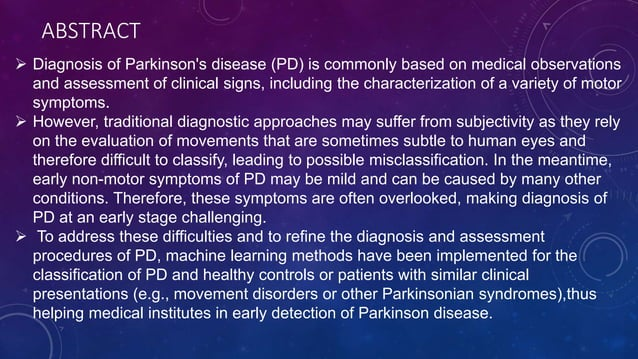 ABSTRACT
➢ Diagnosis of Parkinson's disease (PD) is commonly based on medical observations
and assessment of clinical signs, including the characterization of a variety of motor
symptoms.
➢ However, traditional diagnostic approaches may suffer from subjectivity as they rely
on the evaluation of movements that are sometimes subtle to human eyes and
therefore difficult to classify, leading to possible misclassification. In the meantime,
early non-motor symptoms of PD may be mild and can be caused by many other
conditions. Therefore, these symptoms are often overlooked, making diagnosis of
PD at an early stage challenging.
➢ To address these difficulties and to refine the diagnosis and assessment
procedures of PD, machine learning methods have been implemented for the
classification of PD and healthy controls or patients with similar clinical
presentations (e.g., movement disorders or other Parkinsonian syndromes),thus
helping medical institutes in early detection of Parkinson disease.